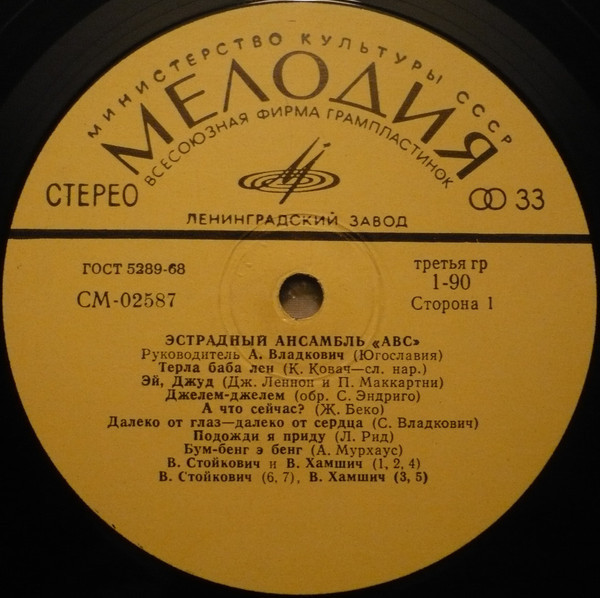 МИНИСТЕРСТВО КУЛЬТУРЫ СССР
МЕЛОДИЯ
ВСЕСОЮЗНАЯ ФИРМА ГРАМПЛАСТИНОК
СТЕРЕО
33
ЛЕНИНГРАДСКИЙ ЗАВОД
ГОСТ 5289-68
третья гр
СМ-02587
1-90
Сторона 1
ЭСТРАДНЫЙ АНСАМБЛЬ «АВС»
Руководитель А. Владкович (Югославия)
Терла баба лен (К. Ковач—сл. нар.)
Эй, Джуд (Дж. Леннон и П. Маккартни)
Джелем-джелем (обр. С. Эндриго)
А что сейчас? (Ж. Беко)
Далеко от глаз—далеко от сердца (С. Владкович)
Подожди я приду (Л. Рид)
Бум-бенг э бенг (А. Мурхаус)
В. Стойкович и В. Хамшич (1, 2, 4)
В. Стойкович (6, 7), В. Хамшич (3, 5)